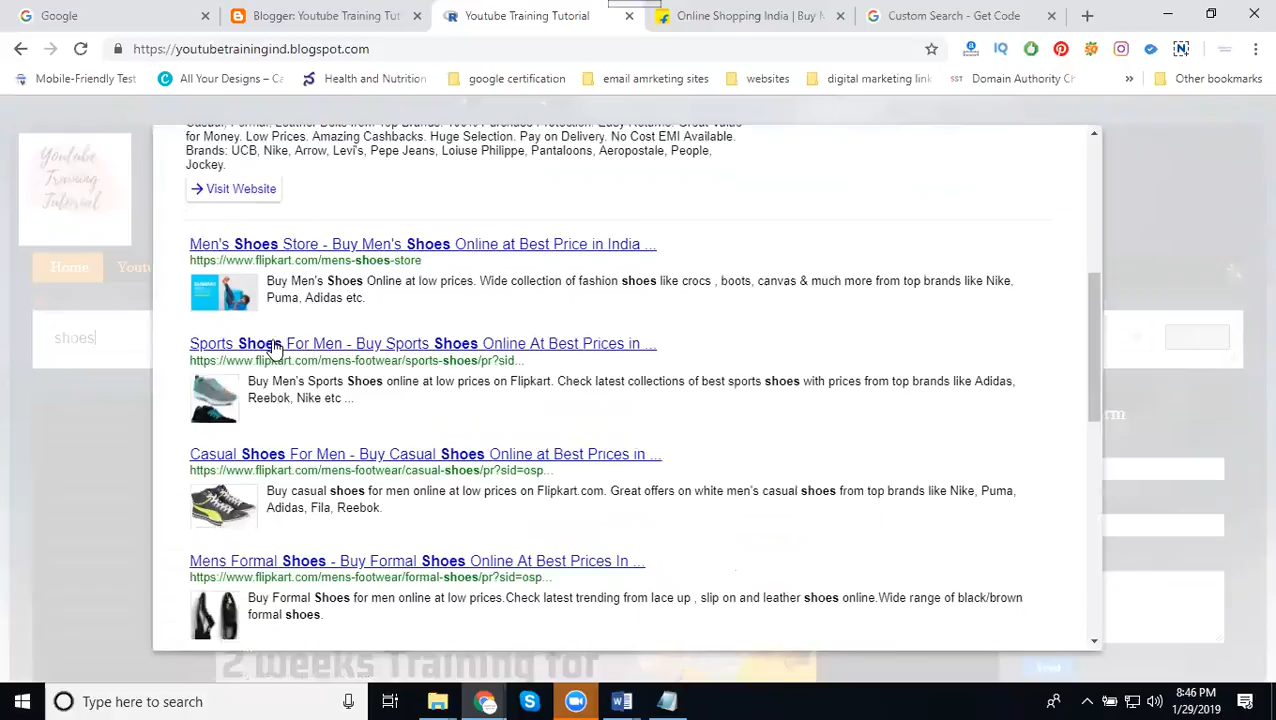 Google
Blogger: Youtube Training Tut
Youtube Training Tutorial
Online Shopping India | Buy M
Custom Search - Get Code
https://youtubetrainingind.blogspot.com
Mobile-Friendly Test
All Your Designs – Ca
Health and Nutrition
google certification
email amrketing sites
websites
digital marketing link
Domain Authority Ch
Other bookmarks
Youtube
Training
Tutorial
Home
Youtu
shoes
for Money. Low Prices. Amazing Cashbacks. Huge Selection. Pay on Delivery. No Cost EMI Available.
Brands: UCB, Nike, Arrow, Levi's, Pepe Jeans, Loiuse Philippe, Pantaloons, Aeropostale, People,
Jockey.
Visit Website
Men's Shoes Store - Buy Men's Shoes Online at Best Price in India ...
https://www.flipkart.com/mens-shoes-store
Buy Men's Shoes Online at low prices. Wide collection of fashion shoes like crocs , boots, canvas & much more from top brands like Nike,
Puma, Adidas etc.
Sports Shoes For Men - Buy Sports Shoes Online At Best Prices in ...
https://www.flipkart.com/mens-footwear/sports-shoes/pr?sid...
Buy Men's Sports Shoes online at low prices on Flipkart. Check latest collections of best sports shoes with prices from top brands like Adidas,
Reebok, Nike etc ...
Casual Shoes For Men - Buy Casual Shoes Online at Best Prices in ...
https://www.flipkart.com/mens-footwear/casual-shoes/pr?sid=osp...
Buy casual shoes for men online at low prices on Flipkart.com. Great offers on white men's casual shoes from top brands like Nike, Puma,
Adidas, Fila, Reebok.
Mens Formal Shoes - Buy Formal Shoes Online At Best Prices In ...
https://www.flipkart.com/mens-footwear/formal-shoes/pr?sid=osp...
Buy Formal Shoes for men online at low prices.Check latest trending from lace up , slip on and leather shoes online.Wide range of black/brown
formal shoes.
orm
2 Weeks Training for
Send
Type here to search
8:46 PM
1/29/2019